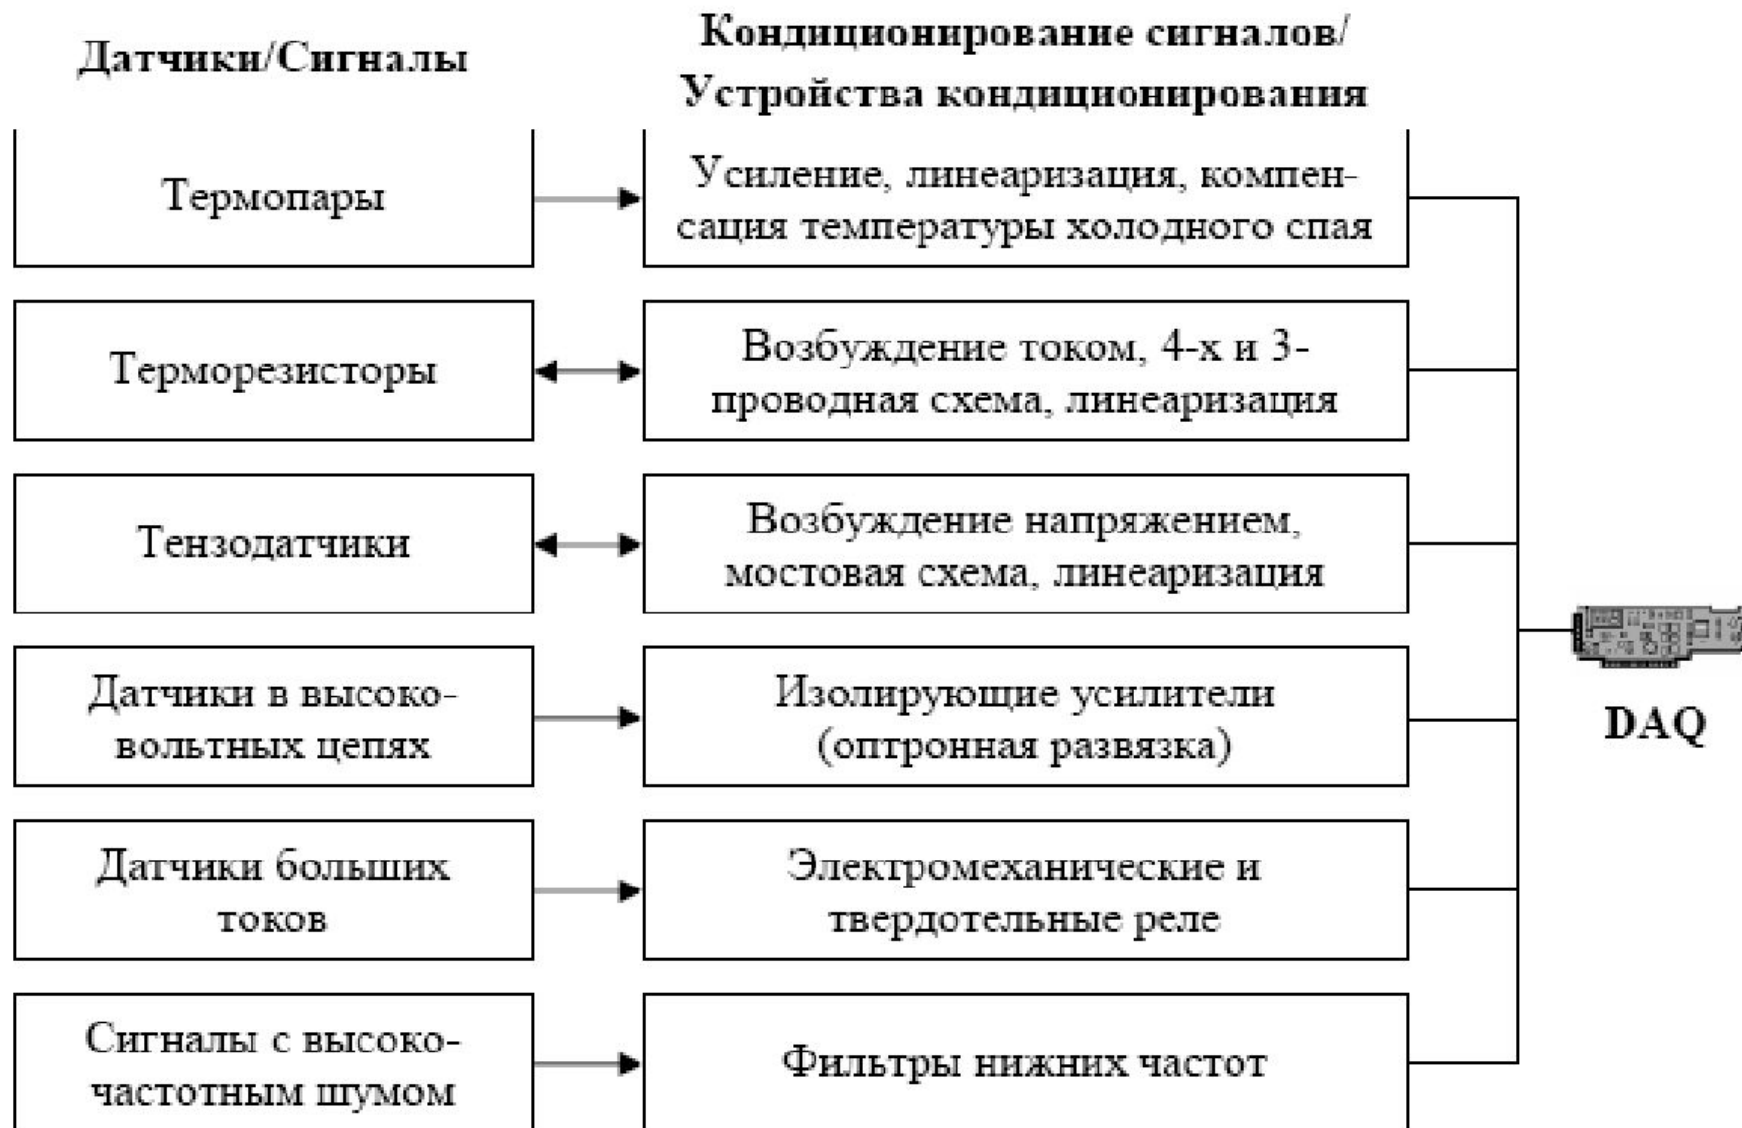 Датчики/Сигналы
Кондиционирование сигналов/
Устройства кондиционирования
Термопары
Усиление, линеаризация, компен-
сация температуры холодного спая
Терморезисторы
Возбуждение током, 4-х и 3-
проводная схема, линеаризация
Тензодатчики
Возбуждение напряжением,
мостовая схема, линеаризация
Датчики в высоко-
вольтных цепях
Изолирующие усилители
(оптронная развязка)
DAQ
Датчики больших
токов
Электромеханические и
твердотельные реле
Сигналы с высоко-
частотным шумом
Фильтры нижних частот